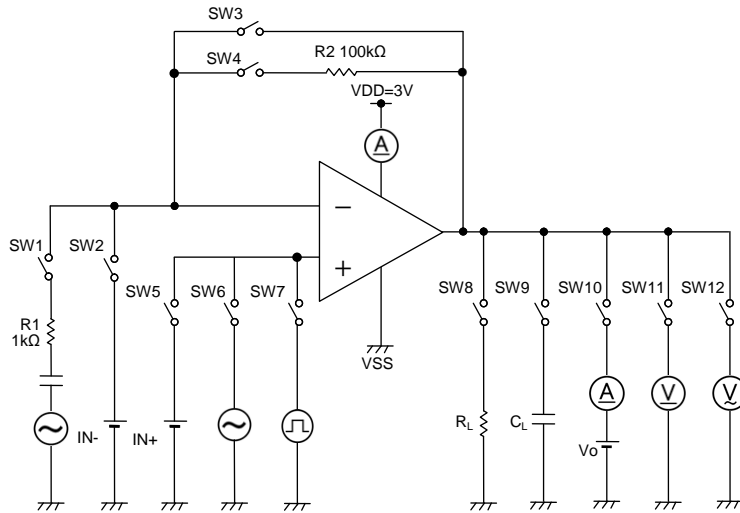 SW3
R2 100kΩ
SW4
VDD=3V
A
−
+
SW1
SW2
SW5
SW6
SW7
SW8
SW9
SW10
SW11
SW12
R1
1kΩ
VSS
A
V
V
IN-
IN+
RL
CL
Vo